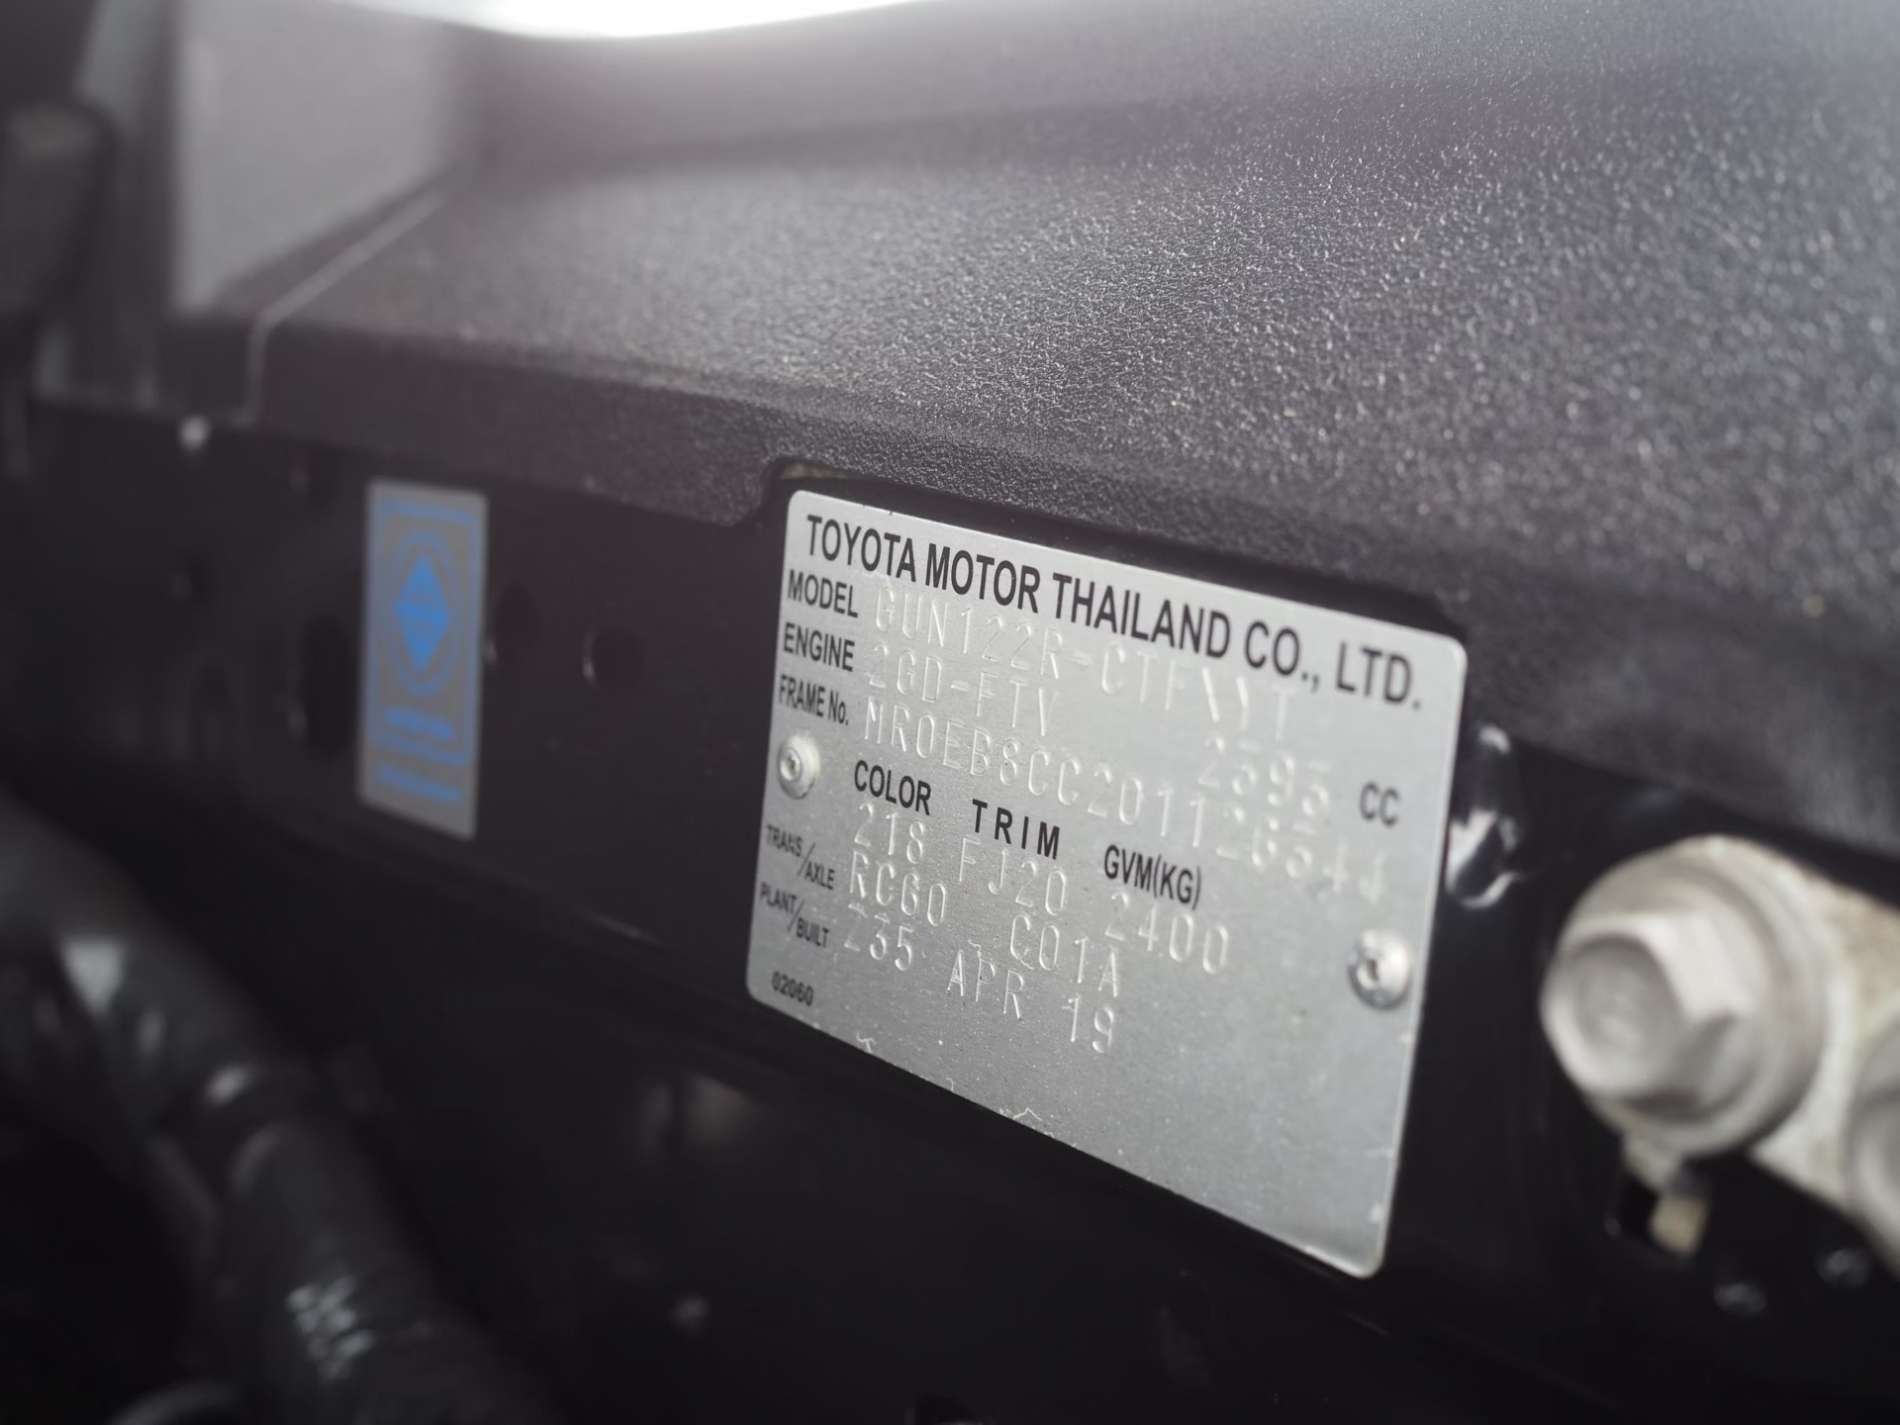 TOYOTA MOTOR THAILAND CO., LTD.
MODEL GUN122R-CTFXYT
ENGINE 2GD-FTV 2393 CC
FRAME No. MR0EB8CC201126544
COLOR TRIM GVM(KG)
218 FJ20 2400
TRANS/AXLE RC60 C01A
PLANT/BUILT Z35 APR 19
02060